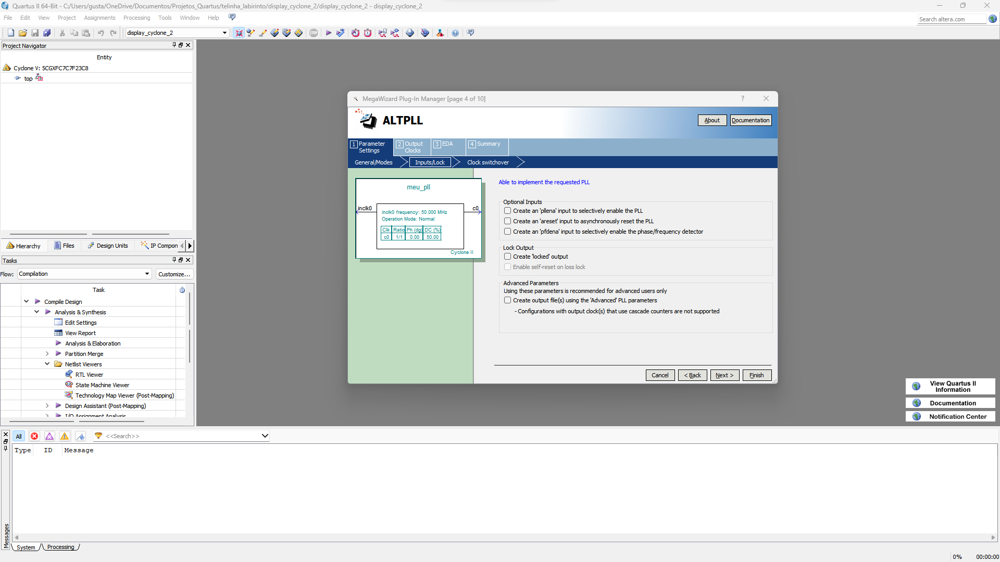 Quartus II 64-Bit - C:/Users/gusta/OneDrive/Documentos/Projetos_Quartus/telinha_labirinto/display_cyclone_2/display_cyclone_2 - display_cyclone_2
File Edit View Project Assignments Processing Tools Window Help
Search altera.com
display_cyclone_2
STOP
Project Navigator
Entity
Cyclone V: 5CGXFC7C7F23C8
top
Hierarchy Files Design Units IP Compon
Tasks
Flow: Compilation Customize...
Task
Compile Design
Analysis & Synthesis
Edit Settings
View Report
Analysis & Elaboration
Partition Merge
Netlist Viewers
RTL Viewer
State Machine Viewer
Technology Map Viewer (Post-Mapping)
Design Assistant (Post-Mapping)
I/O Assignment Analysis
MegaWizard Plug-In Manager [page 4 of 10]
?
ALTPLL
About Documentation
1 Parameter Settings
2 Output Clocks
3 EDA
4 Summary
General/Modes Inputs/Lock Clock switchover
meu_pll
inclk0
c0
inclk0 frequency: 50.000 MHz
Operation Mode: Normal
Clk Ratio Ph (dg) DC (%)
c0 1/1 0.00 50.00
Cyclone II
Able to implement the requested PLL
Optional Inputs
Create an 'pllena' input to selectively enable the PLL
Create an 'areset' input to asynchronously reset the PLL
Create an 'pfdena' input to selectively enable the phase/frequency detector
Lock Output
Create 'locked' output
Enable self-reset on loss lock
Advanced Parameters
Using these parameters is recommended for advanced users only
Create output file(s) using the 'Advanced' PLL parameters
- Configurations with output clock(s) that use cascade counters are not supported
Cancel < Back Next > Finish
View Quartus II
Information
Documentation
Notification Center
All <<Search>>
Type ID Message
Messages
System Processing
0% 00:00:00